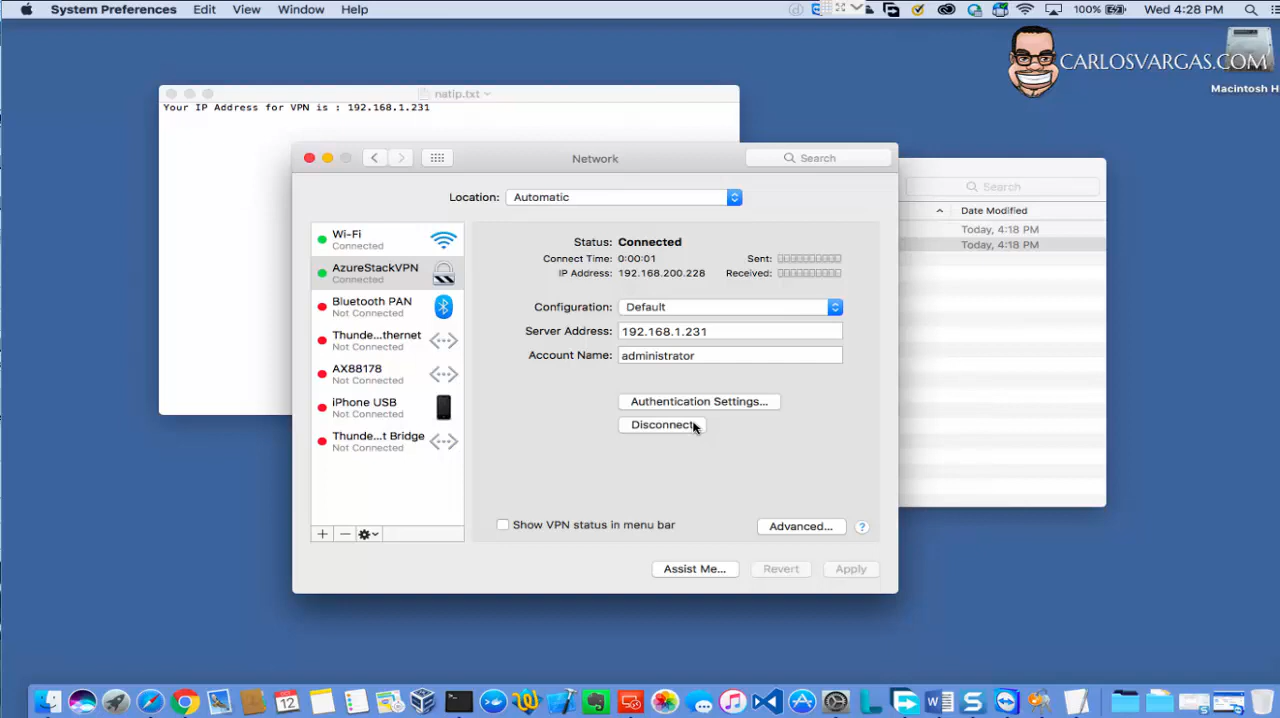 System Preferences Edit View Window Help
100% Wed 4:28 PM
CARLOSVARGAS.COM
Macintosh H
natip.txt
Your IP Address for VPN is : 192.168.1.231
Network
Search
Location: Automatic
Search
Date Modified
Today, 4:18 PM
Today, 4:18 PM
Wi-Fi
Connected
AzureStackVPN
Connected
Bluetooth PAN
Not Connected
Thunde...thernet
Not Connected
AX88178
Not Connected
iPhone USB
Not Connected
Thunde...t Bridge
Not Connected
Status: Connected
Connect Time: 0:00:01
Sent:
IP Address: 192.168.200.228
Received:
Configuration: Default
Server Address: 192.168.1.231
Account Name: administrator
Authentication Settings...
Disconnect
Show VPN status in menu bar
Advanced...
?
Assist Me...
Revert
Apply
12